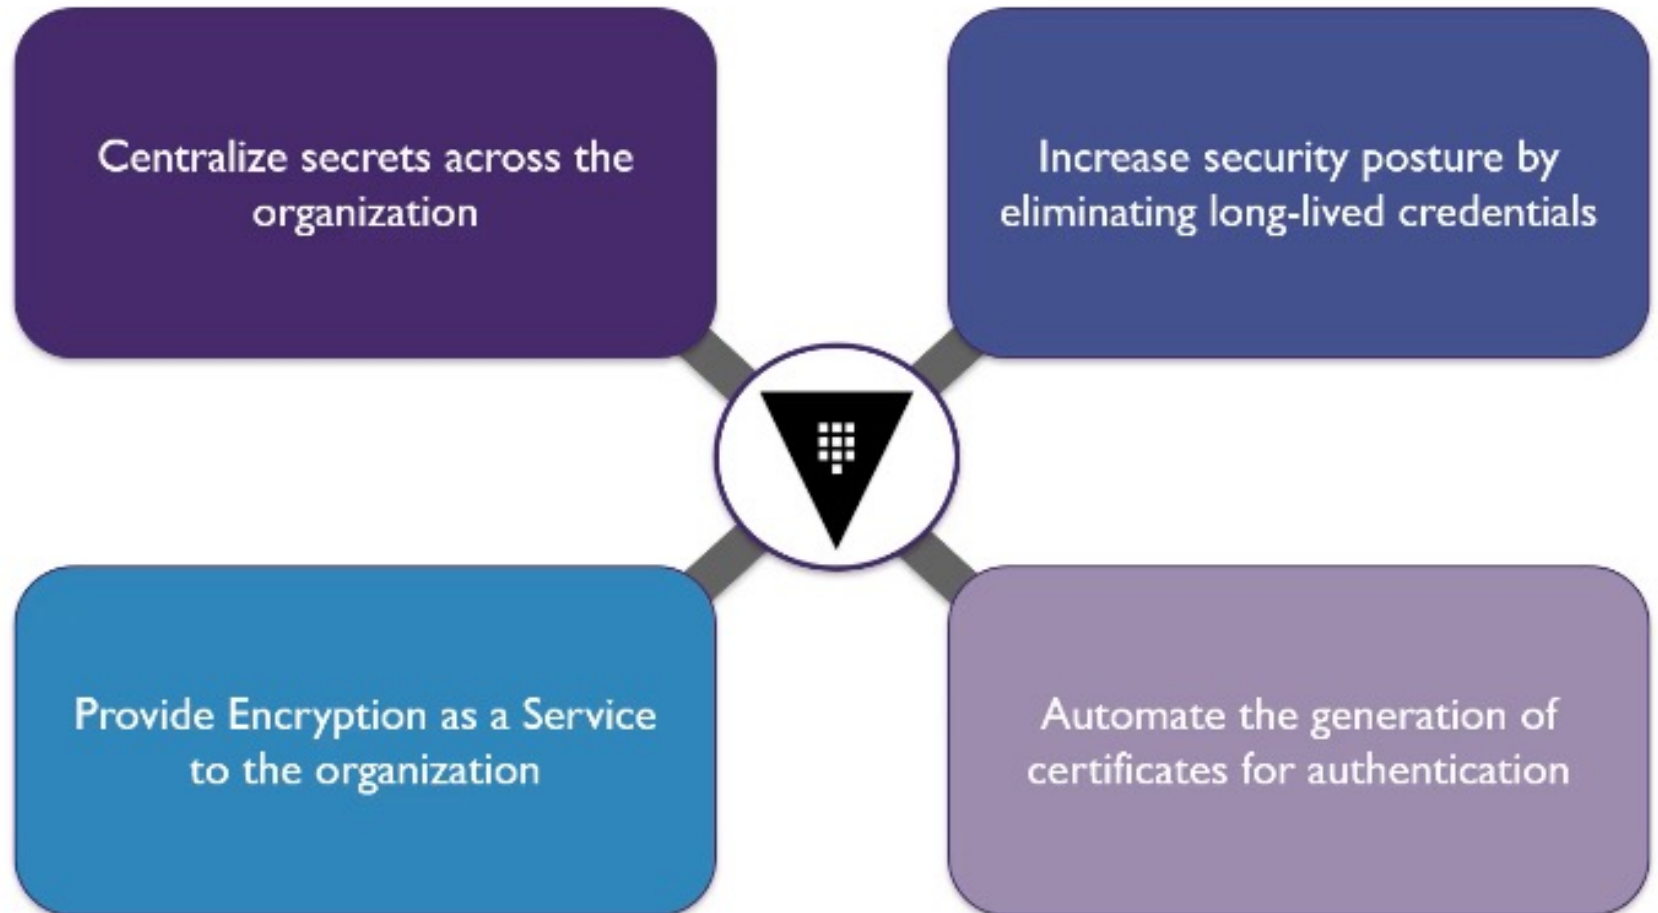 Centralize secrets across the
organization
Increase security posture by
eliminating long-lived credentials
Provide Encryption as a Service
to the organization
Automate the generation of
certificates for authentication